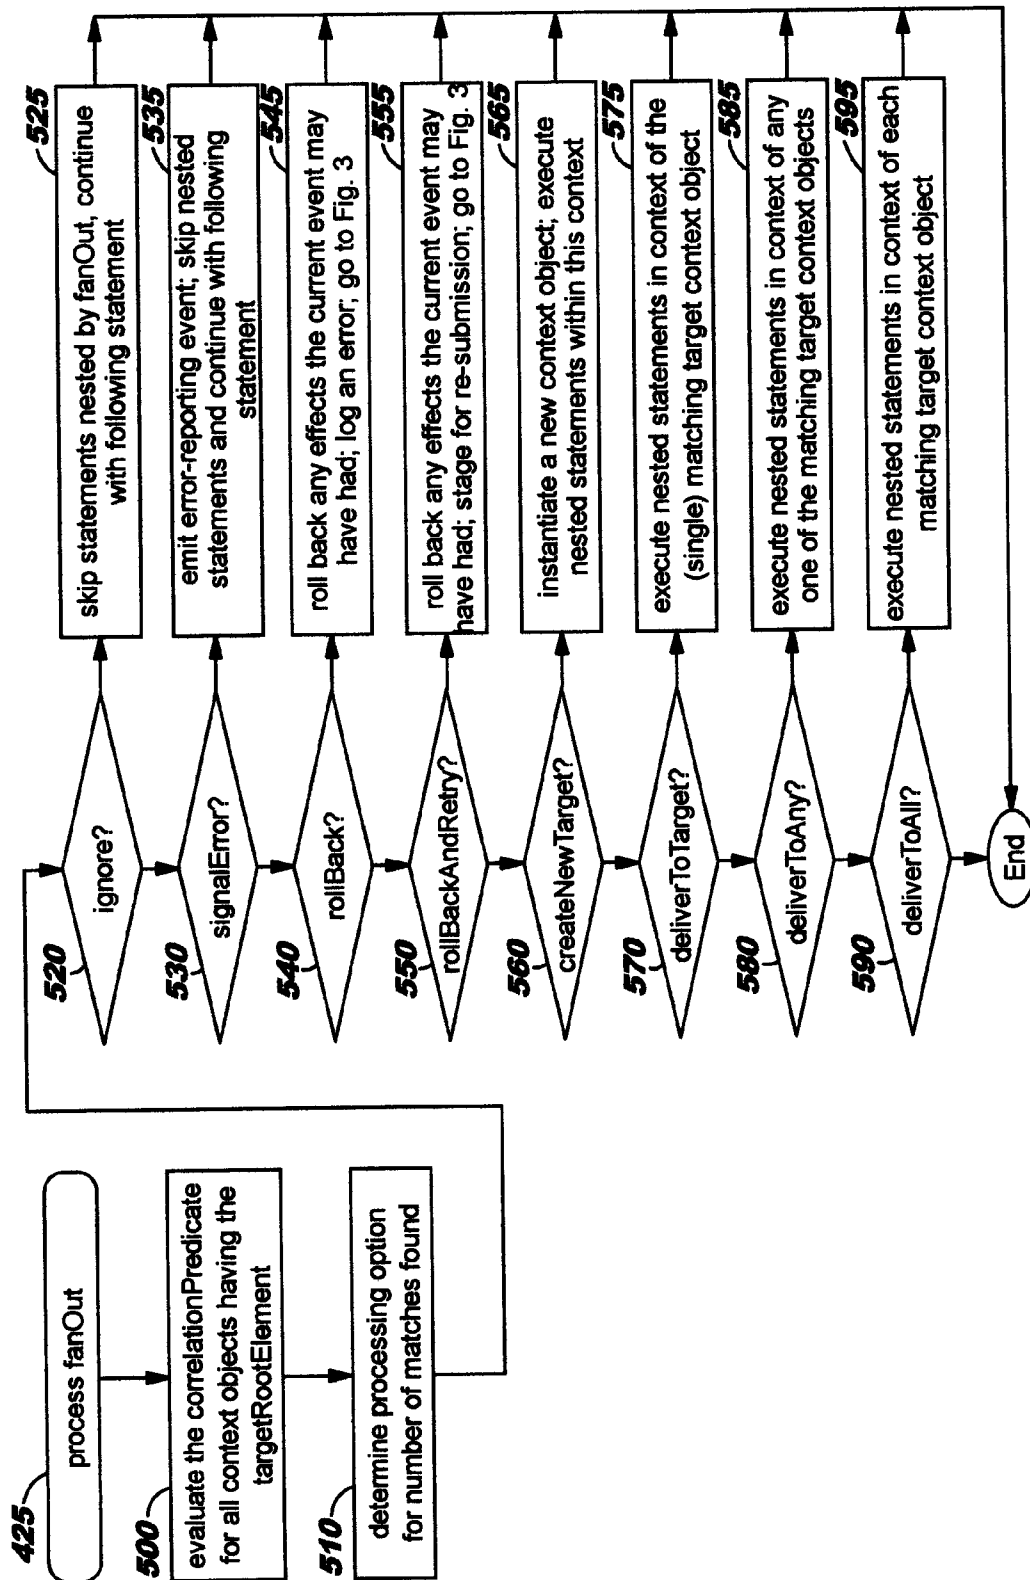 425
process fanOut
500
evaluate the correlationPredicate
for all context objects having the
targetRootElement
510
determine processing option
for number of matches found
520
ignore?
525
skip statements nested by fanOut, continue
with following statement
530
signalError?
535
emit error-reporting event; skip nested
statements and continue with following
statement
540
rollBack?
545
roll back any effects the current event may
have had; log an error; go to Fig. 3
550
rollBackAndRetry?
555
roll back any effects the current event may
have had; stage for re-submission; go to Fig. 3
560
createNewTarget?
565
instantiate a new context object; execute
nested statements within this context
570
deliverToTarget?
575
execute nested statements in context of the
(single) matching target context object
580
deliverToAny?
585
execute nested statements in context of any
one of the matching target context objects
590
deliverToAll?
595
execute nested statements in context of each
matching target context object
End